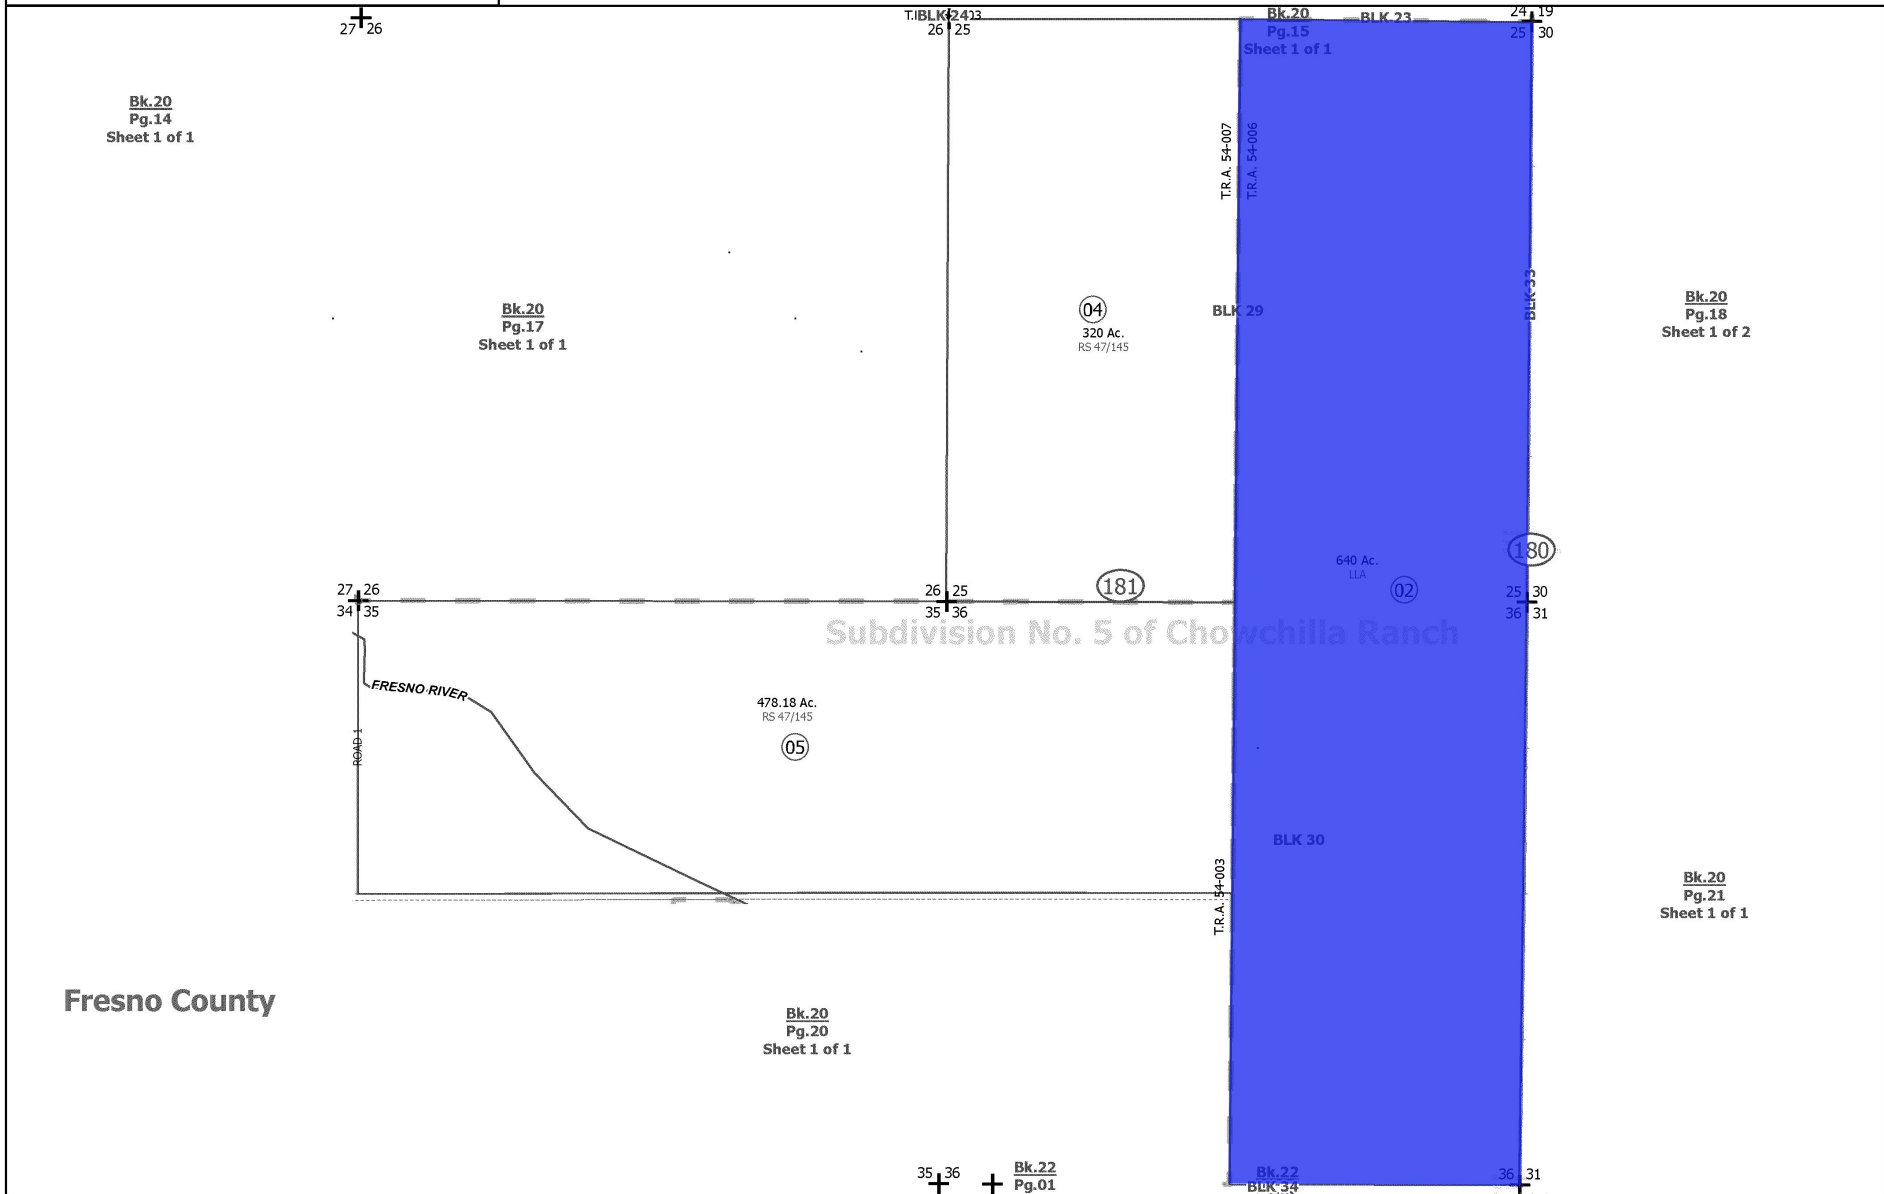 T.
BLK 24
23
Bk.20
Pg.15
Sheet 1 of 1
BLK 23
24 19
25 30
27 26
26 25
Bk.20
Pg.14
Sheet 1 of 1
T.R.A. 54-007
T.R.A. 54-006
Bk.20
Pg.17
Sheet 1 of 1
04
320 Ac.
RS 47/145
BLK 29
BLK 33
Bk.20
Pg.18
Sheet 1 of 2
180
640 Ac.
LLA
02
181
27 26
34 35
26 25
35 36
25 30
36 31
Subdivision No. 5 of Chowchilla Ranch
FRESNO RIVER
ROAD 1
478.18 Ac.
RS 47/145
05
BLK 30
T.R.A. 54-003
Bk.20
Pg.21
Sheet 1 of 1
Fresno County
Bk.20
Pg.20
Sheet 1 of 1
35 36
Bk.22
Pg.01
Bk.22
BLK 34
36 31